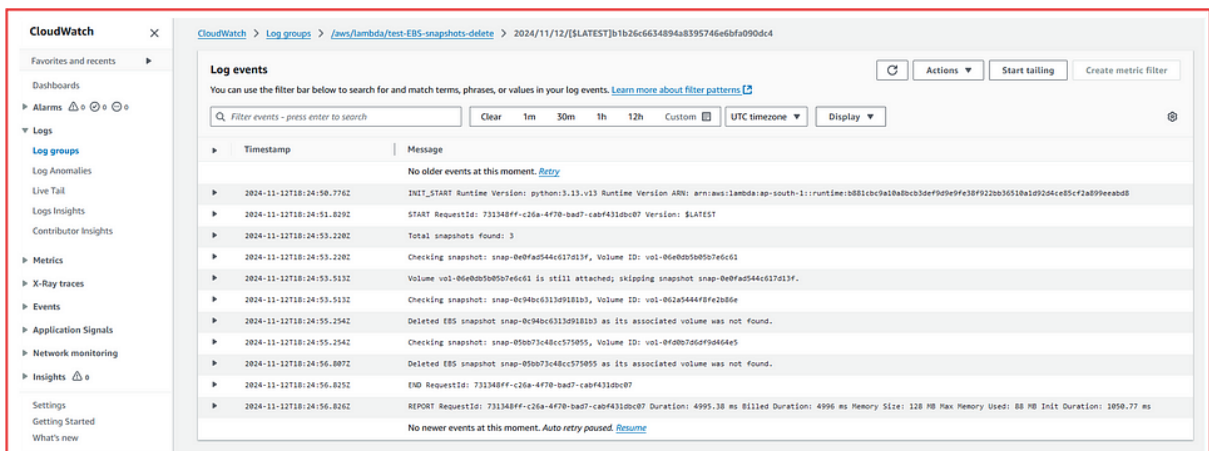 CloudWatch
CloudWatch > Log groups > /aws/lambda/test-EBS-snapshots-delete > 2024/11/12/[$LATEST]b1b26c6634894a8395746e6bfa090dc4
Favorites and recents
Dashboards
Alarms 0 0 0
Logs
Log groups
Log Anomalies
Live Tail
Logs Insights
Contributor Insights
Metrics
X-Ray traces
Events
Application Signals
Network monitoring
Insights 0
Settings
Getting Started
What's new
Log events
Actions
Start tailing
Create metric filter
You can use the filter bar below to search for and match terms, phrases, or values in your log events. Learn more about filter patterns
Filter events - press enter to search
Clear 1m 30m 1h 12h Custom
UTC timezone
Display
Timestamp Message
No older events at this moment. Retry
2024-11-12T18:24:50.776Z INIT_START Runtime Version: python:3.13.v13 Runtime Version ARN: arn:aws:lambda:ap-south-1::runtime:b881cbc9a10a8bcb3def9d9e9fe38f922bb36510a1d92d4ce85cf2a899eeabd8
2024-11-12T18:24:51.829Z START RequestId: 731348ff-c26a-4f70-bad7-cabf431dbc07 Version: $LATEST
2024-11-12T18:24:53.220Z Total snapshots found: 3
2024-11-12T18:24:53.220Z Checking snapshot: snap-0e0fad544c617d13f, Volume ID: vol-06e0db5b05b7e6c61
2024-11-12T18:24:53.513Z Volume vol-06e0db5b05b7e6c61 is still attached; skipping snapshot snap-0e0fad544c617d13f.
2024-11-12T18:24:53.513Z Checking snapshot: snap-0c94bc6313d9181b3, Volume ID: vol-062a5444f8fe2b86e
2024-11-12T18:24:55.254Z Deleted EBS snapshot snap-0c94bc6313d9181b3 as its associated volume was not found.
2024-11-12T18:24:55.254Z Checking snapshot: snap-05bb73c48cc575055, Volume ID: vol-0fd0b7d6df9d464e5
2024-11-12T18:24:56.807Z Deleted EBS snapshot snap-05bb73c48cc575055 as its associated volume was not found.
2024-11-12T18:24:56.825Z END RequestId: 731348ff-c26a-4f70-bad7-cabf431dbc07
2024-11-12T18:24:56.826Z REPORT RequestId: 731348ff-c26a-4f70-bad7-cabf431dbc07 Duration: 4995.38 ms Billed Duration: 4996 ms Memory Size: 128 MB Max Memory Used: 88 MB Init Duration: 1050.77 ms
No newer events at this moment. Auto retry paused. Resume